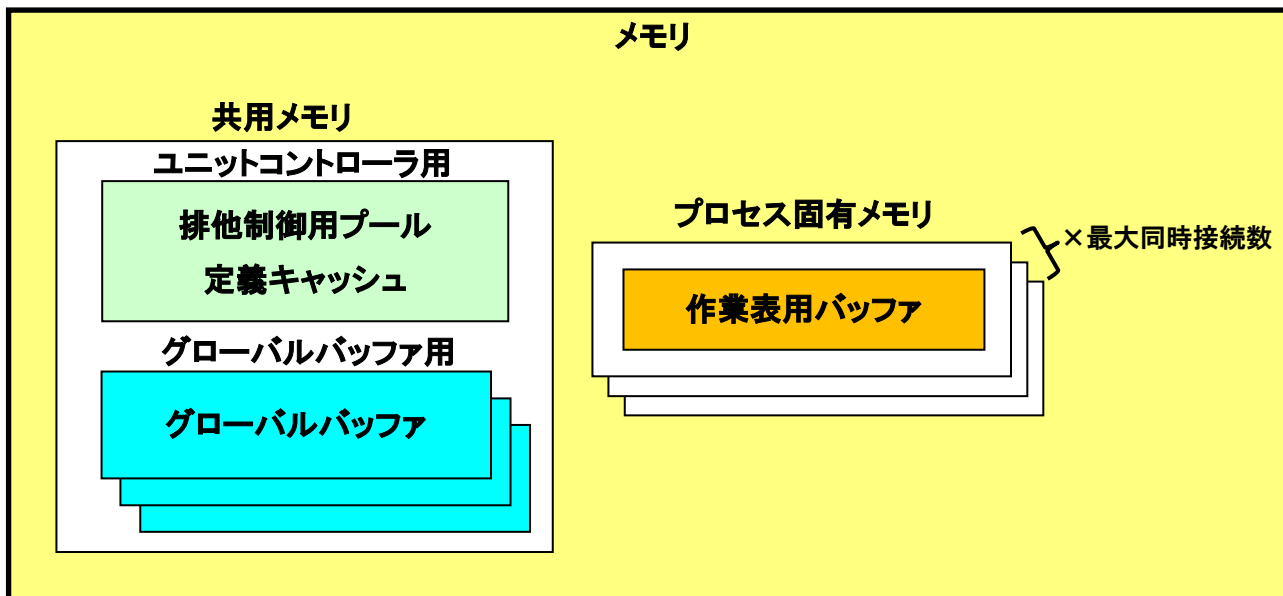 メモリ
共用メモリ
ユニットコントローラ用
排他制御用プール
定義キャッシュ
グローバルバッファ用
グローバルバッファ
プロセス固有メモリ
×最大同時接続数
作業表用バッファ